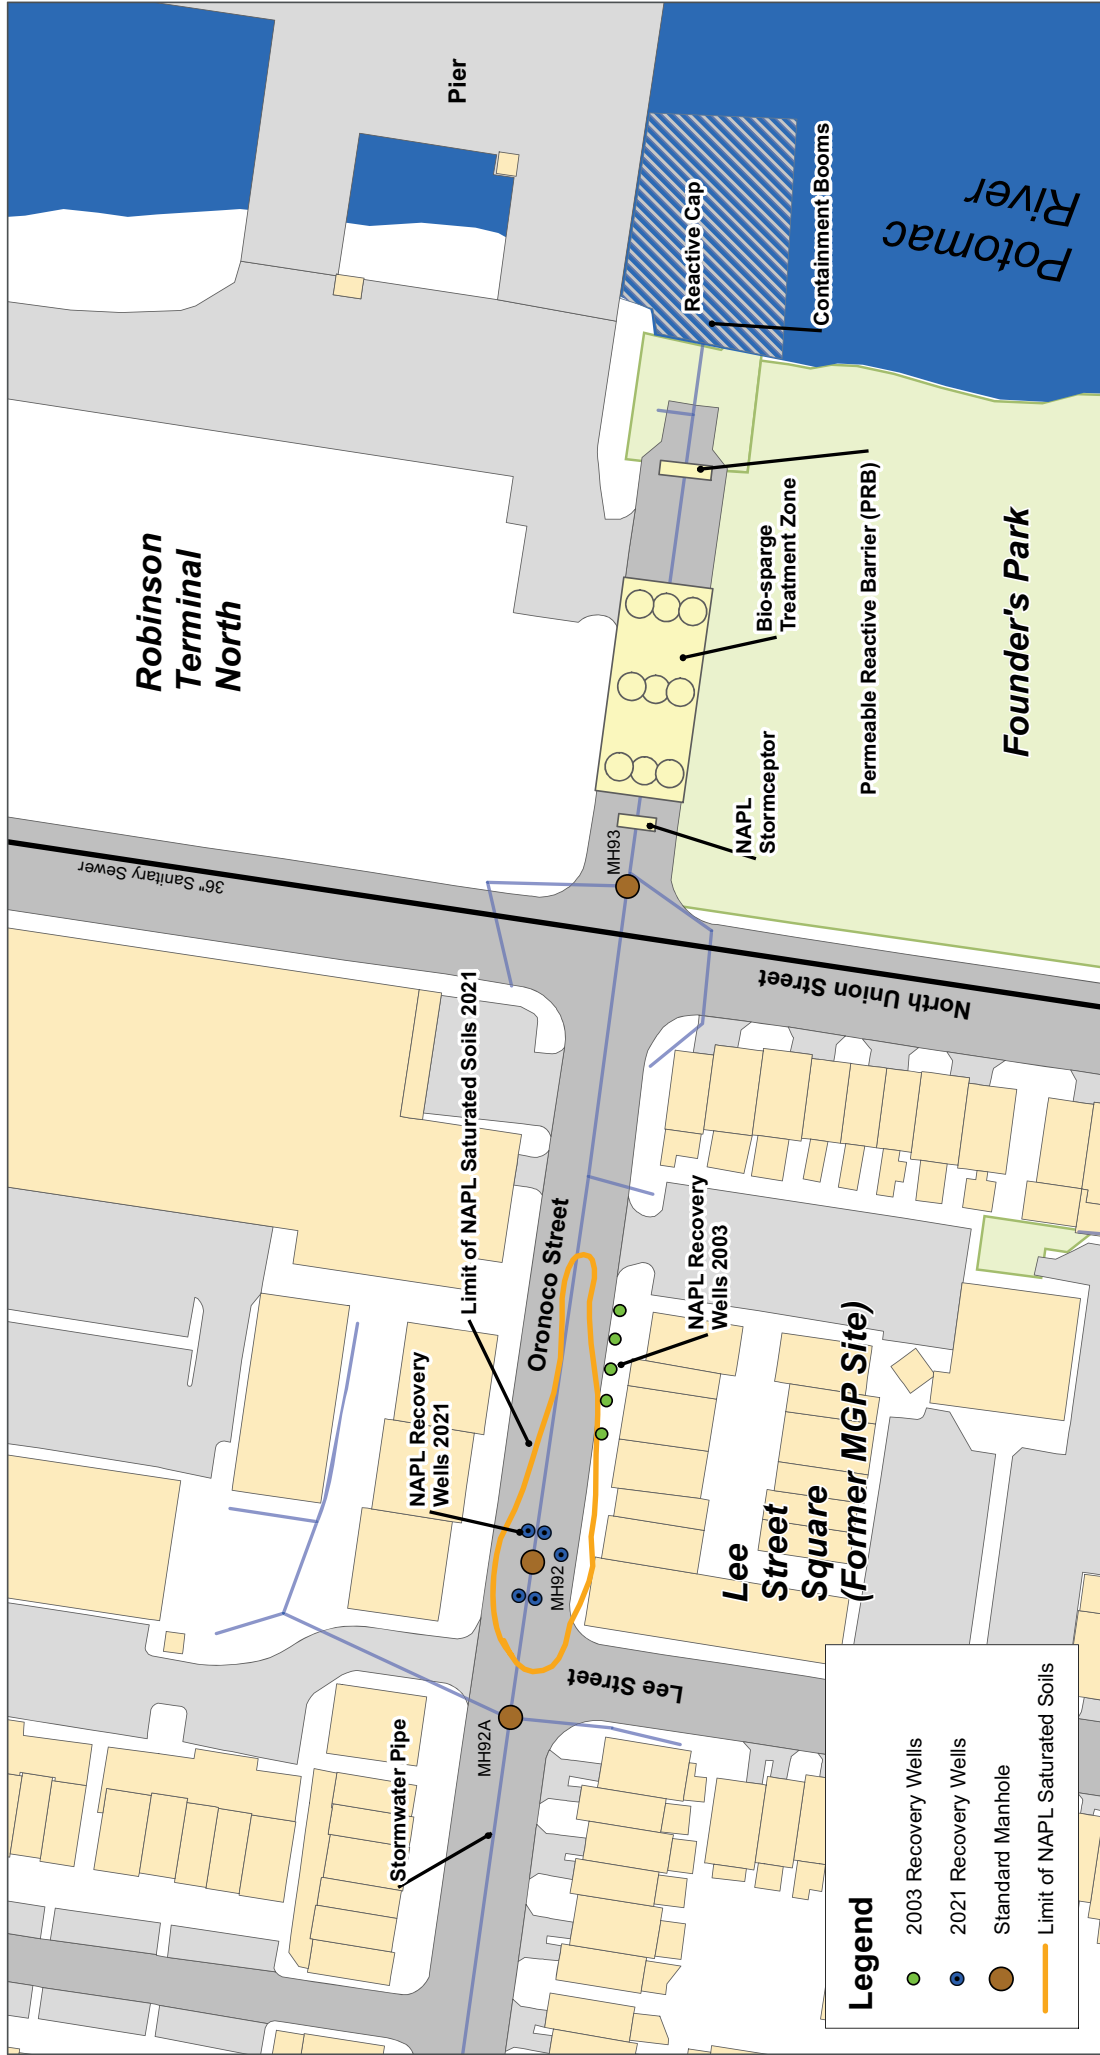 Stormwater Pipe
MH92A
Lee Street
NAPL Recovery
Wells 2021
MH92
Limit of NAPL Saturated Soils 2021
Oronoco Street
NAPL Recovery
Wells 2003
Lee
Street
Square
(Former MGP Site)
36" Sanitary Sewer
North Union Street
MH93
NAPL
Stormceptor
Robinson
Terminal
North
Bio-sparge
Treatment Zone
Permeable Reactive Barrier (PRB)
Founder's Park
Pier
Reactive Cap
Containment Booms
Potomac
River
Legend
2003 Recovery Wells
2021 Recovery Wells
Standard Manhole
Limit of NAPL Saturated Soils